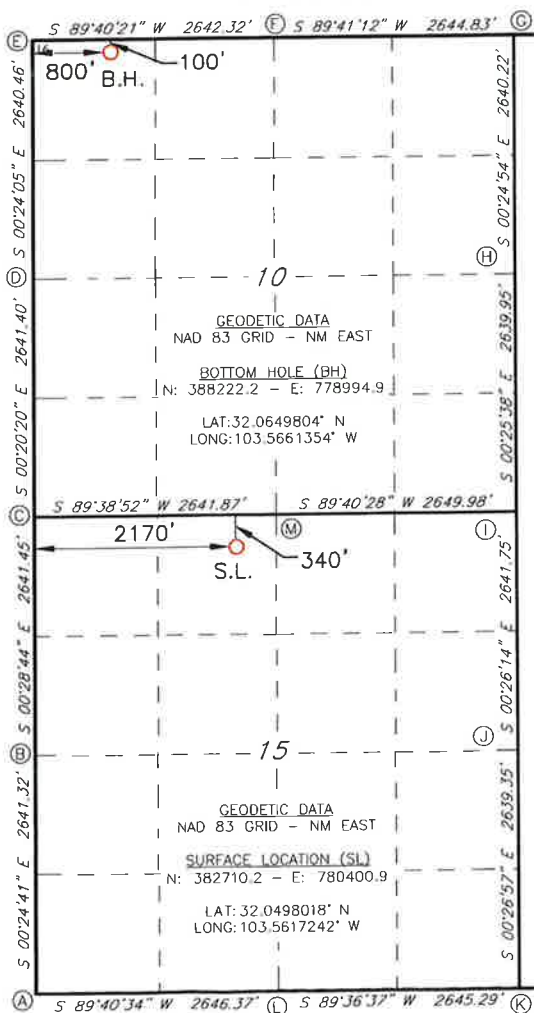 S 89°40'21" W 2642.32'
S 89°41'12" W 2644.83'
E
F
G
800'
B.H.
100'
S 00°24'05" E 2640.46'
S 00°24'54" E 2640.22'
D
H
10
GEODETIC DATA
NAD 83 GRID - NM EAST
BOTTOM HOLE (BH)
N: 388222.2 - E: 778994.9
LAT: 32.0649804° N
LONG: 103.5661354° W
S 00°20'20" E 2641.40'
S 00°25'38" E 2639.95'
S 89°38'52" W 2641.87'
S 89°40'28" W 2649.98'
C
M
I
2170'
S.L.
340'
S 00°28'44" E 2641.45'
S 00°26'14" E 2641.75'
B
J
15
GEODETIC DATA
NAD 83 GRID - NM EAST
SURFACE LOCATION (SL)
N: 382710.2 - E: 780400.9
LAT: 32.0498018° N
LONG: 103.5617242° W
S 00°24'41" E 2641.32'
S 00°26'57" E 2639.35'
A
S 89°40'34" W 2646.37'
L
S 89°36'37" W 2645.29'
K